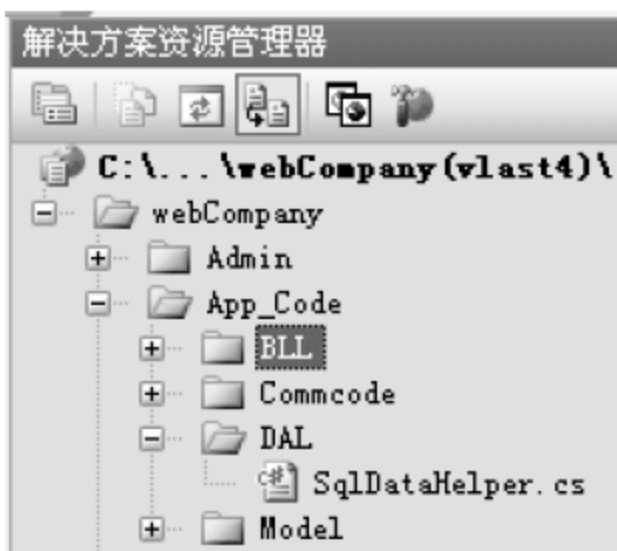 解决方案资源管理器
C:\...\webCompany(vlast4)\
webCompany
Admin
App_Code
BLL
Commcode
DAL
SqlDataHelper.cs
Model